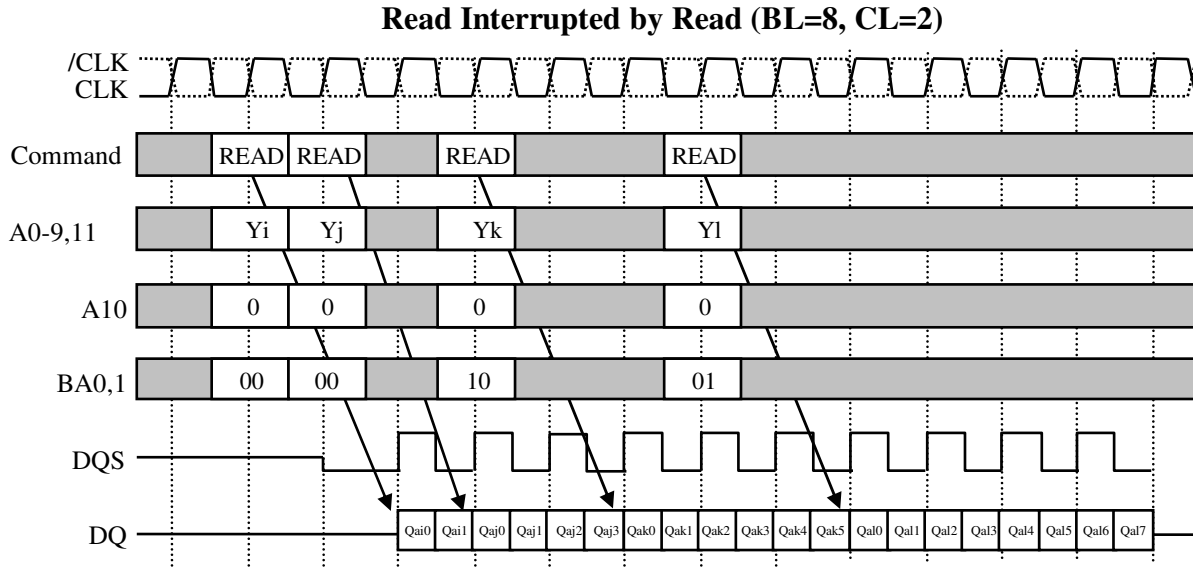 Read Interrupted by Read (BL=8, CL=2)
/CLK
CLK
Command READ READ READ READ
A0-9,11 Yi Yj Yk Yl
A10 0 0 0 0
BA0,1 00 00 10 01
DQS
DQ Qai0 Qai1 Qaj0 Qaj1 Qaj2 Qaj3 Qak0 Qak1 Qak2 Qak3 Qak4 Qak5 Qal0 Qal1 Qal2 Qal3 Qal4 Qal5 Qal6 Qal7